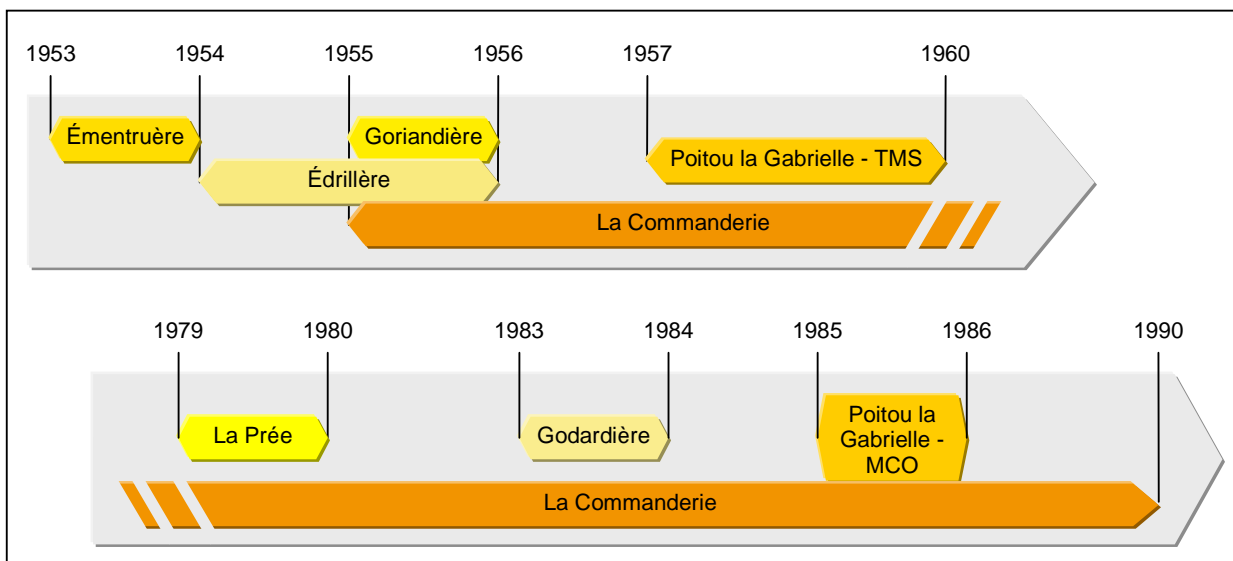 1953 1954 1955 1956 1957 1960
Émentruère Goriandière
Poitou la Gabrielle - TMS
Édrillère
La Commanderie
1979 1980 1983 1984 1985 1986 1990
La Prée Godardière
Poitou la
Gabrielle -
MCO
La Commanderie